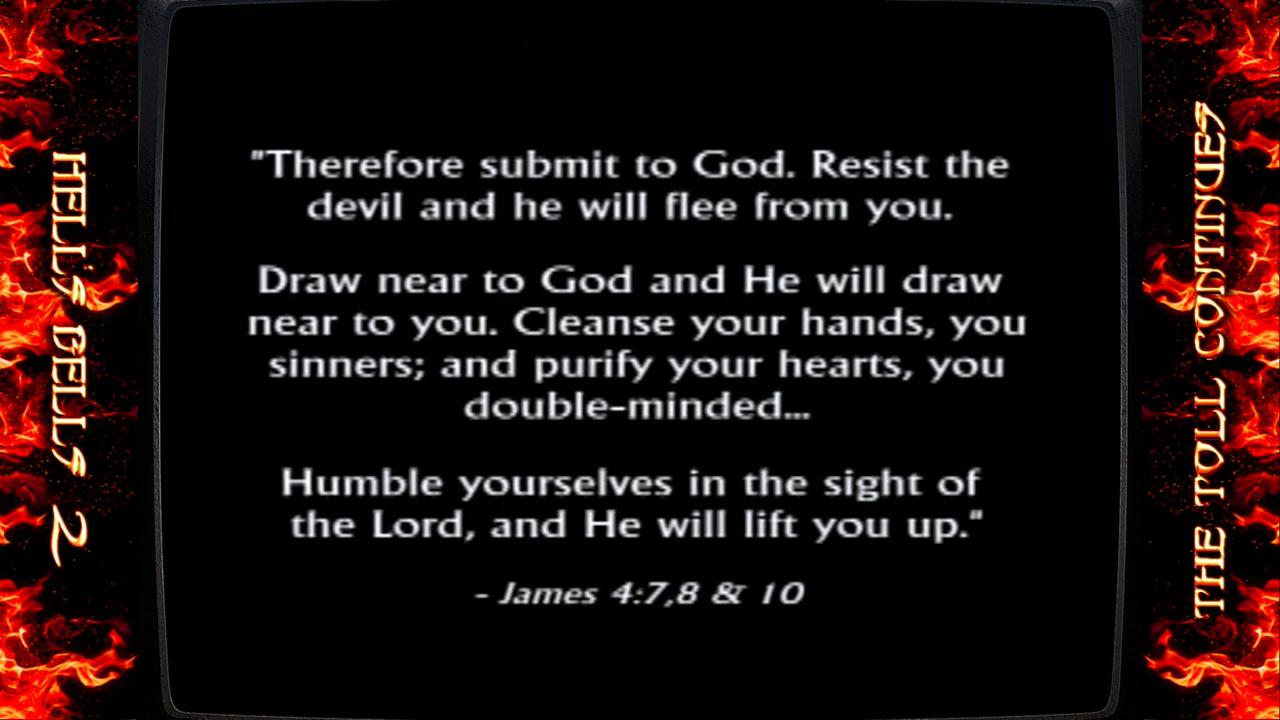 HELL'S BELLS 2
"Therefore submit to God. Resist the
devil and he will flee from you.
Draw near to God and He will draw
near to you. Cleanse your hands, you
sinners; and purify your hearts, you
double-minded...
Humble yourselves in the sight of
the Lord, and He will lift you up."
- James 4:7,8 & 10
THE TOLL CONTINUES